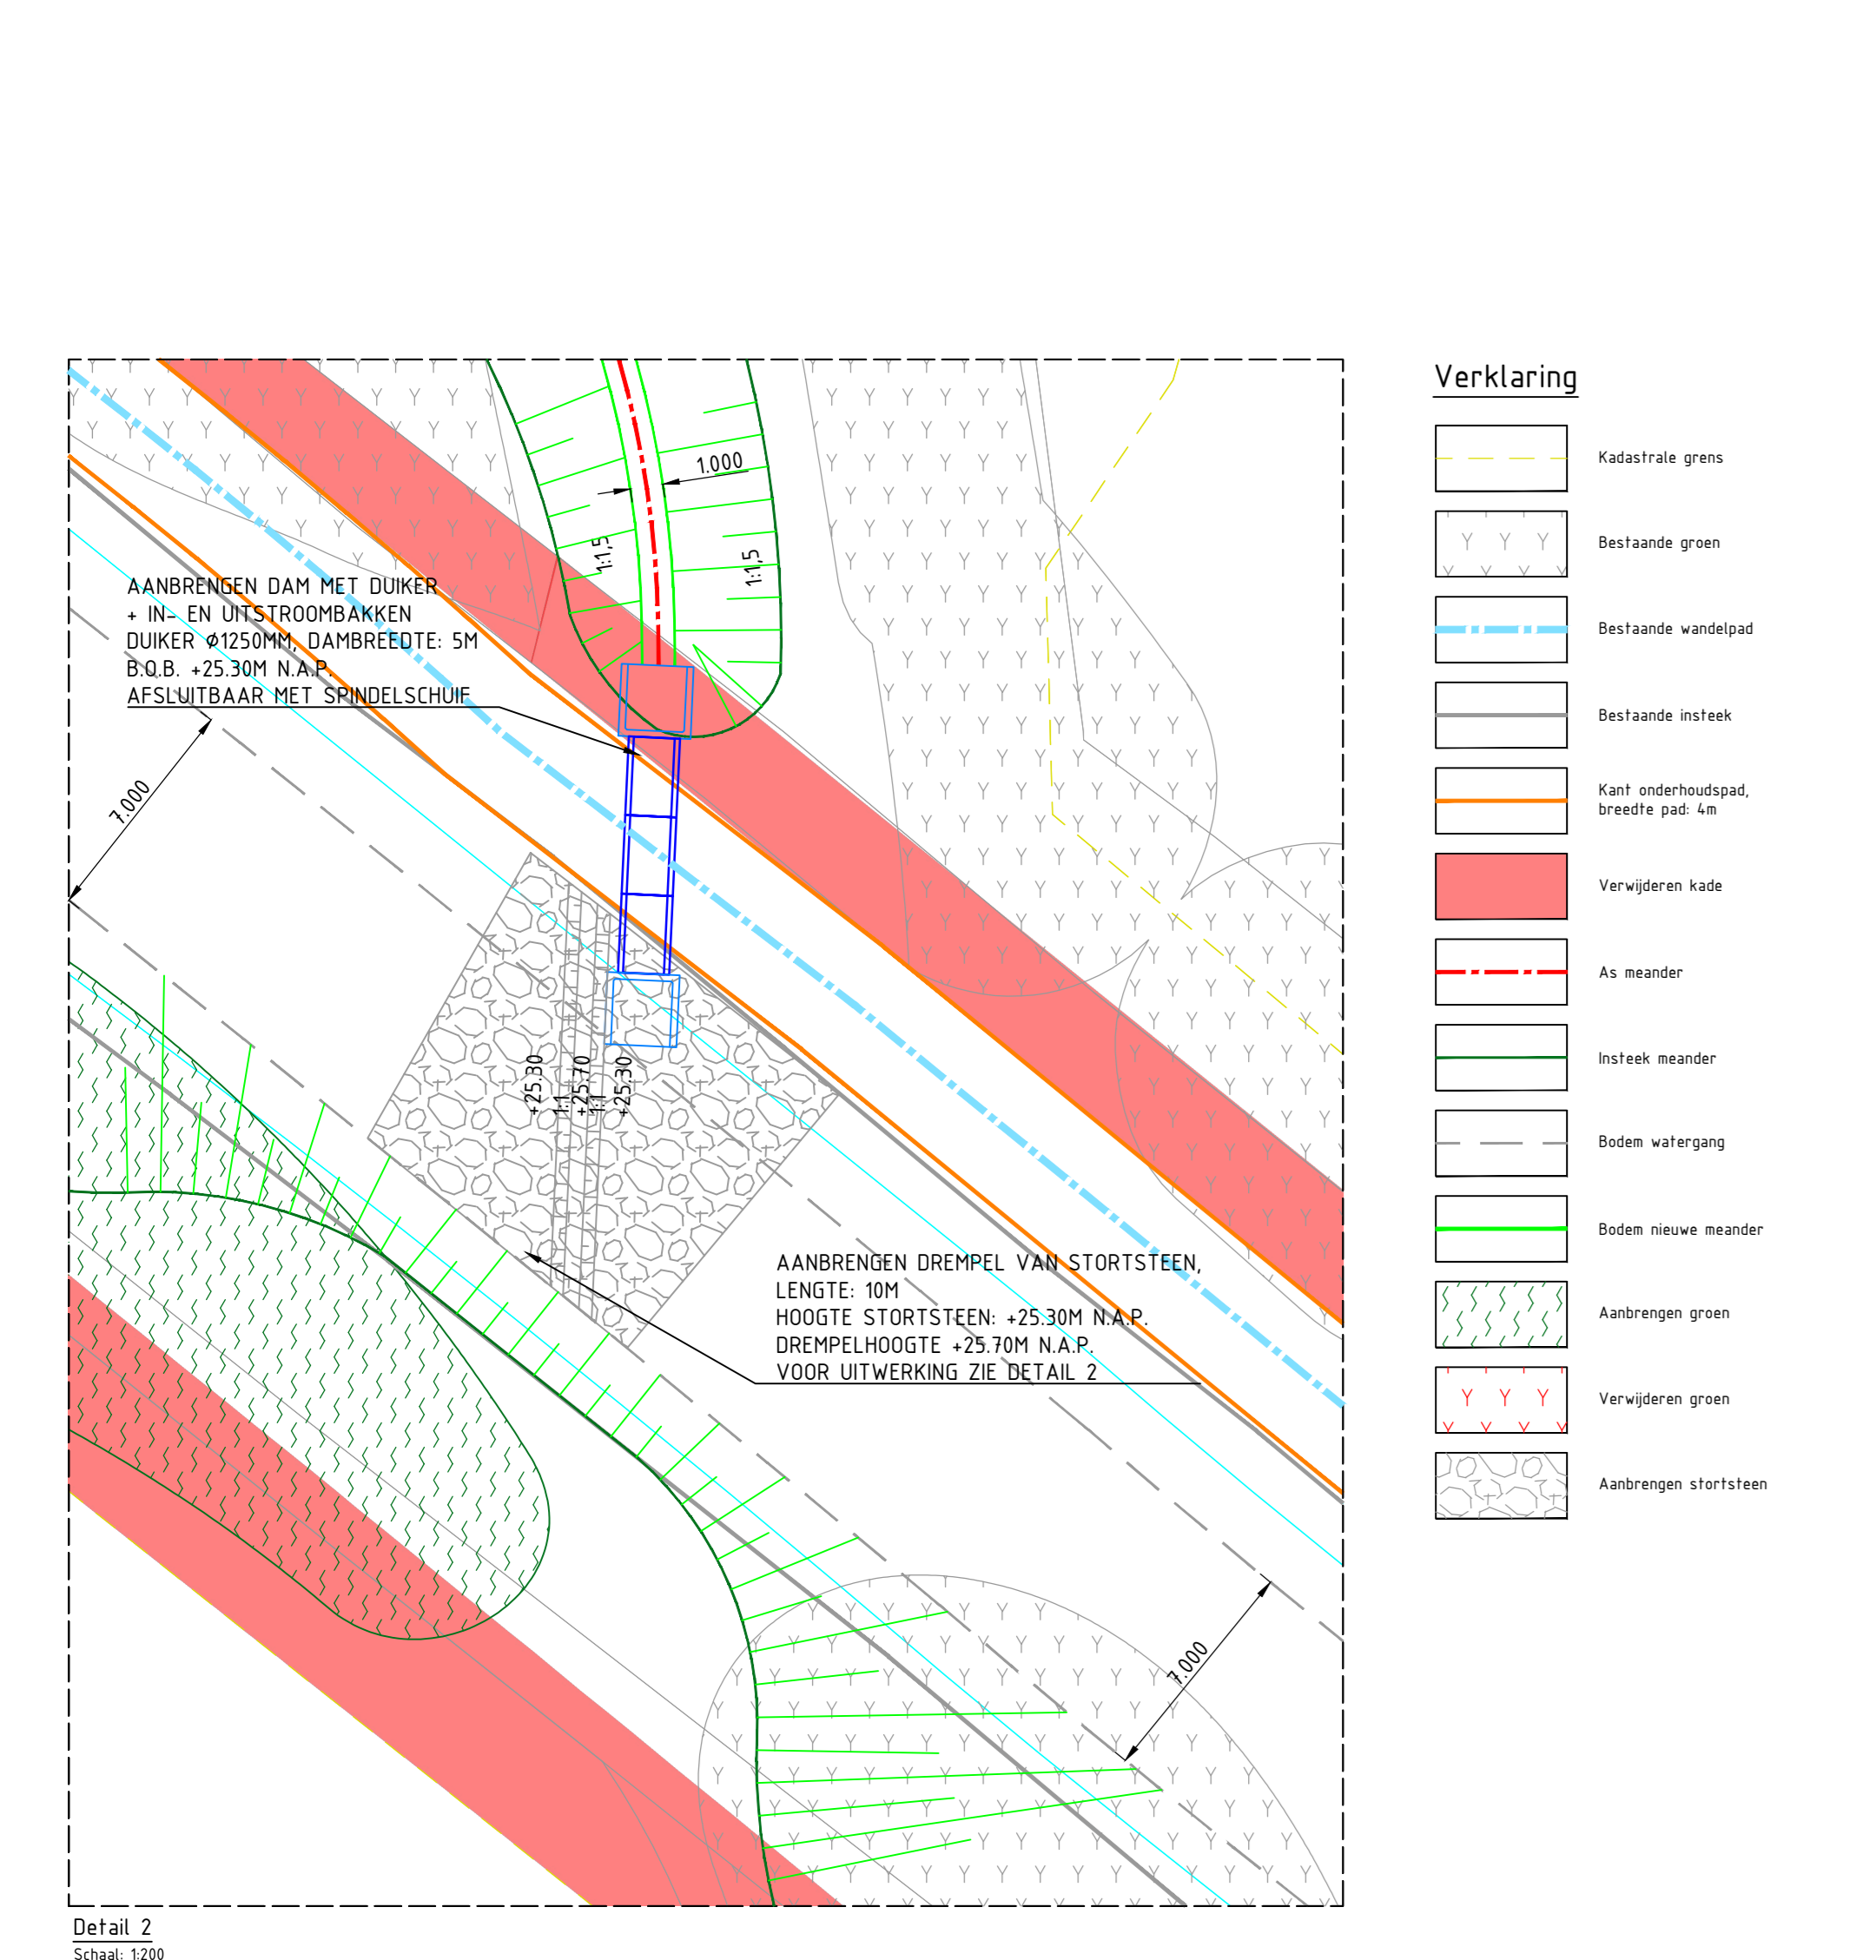 1.000
1:1,5
1:1,5
AANBRENGEN DAM MET DUIKER
+ IN- EN UITSTROOMBAKKEN
DUIKER Ø1250MM, DAMBREEDTE: 5M
B.O.B. +25.30M N.A.P.
AFSLUITBAAR MET SPINDELSCHUIF
7.000
+25.30
1:1
+25.70
1:1
+25.30
AANBRENGEN DREMPEL VAN STORTSTEEN,
LENGTE: 10M
HOOGTE STORTSTEEN: +25.30M N.A.P.
DREMPELHOOGTE +25.70M N.A.P.
VOOR UITWERKING ZIE DETAIL 2
7.000
Detail 2
Schaal: 1:200
Verklaring
Kadastrale grens
Bestaande groen
Bestaande wandelpad
Bestaande insteek
Kant onderhoudspad,
breedte pad: 4m
Verwijderen kade
As meander
Insteek meander
Bodem watergang
Bodem nieuwe meander
Aanbrengen groen
Verwijderen groen
Aanbrengen stortsteen